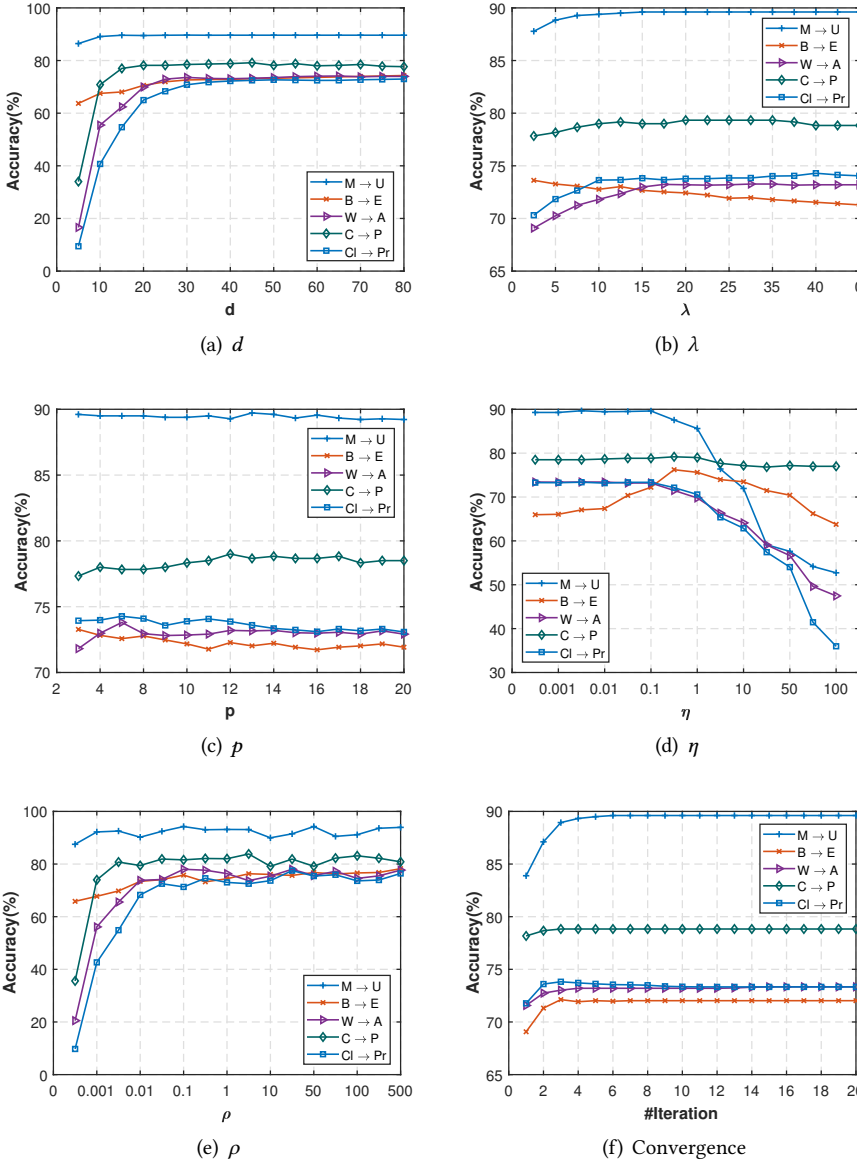 100
80
60
40
20
0
Accuracy(%)
M → U
B → E
W → A
C → P
Cl → Pr
0 10 20 30 40 50 60 70 80
d
(a) d
90
85
80
75
70
65
Accuracy(%)
M → U
B → E
W → A
C → P
Cl → Pr
0 5 10 15 20 25 35 40
λ
(b) λ
90
85
80
75
70
Accuracy(%)
M → U
B → E
W → A
C → P
Cl → Pr
2 4 6 8 10 12 14 16 18 20
p
(c) p
90
80
70
60
50
40
30
Accuracy(%)
M → U
B → E
W → A
C → P
Cl → Pr
0 0.001 0.01 0.1 1 10 50 100
η
(d) η
100
80
60
40
20
0
Accuracy(%)
M → U
B → E
W → A
C → P
Cl → Pr
0 0.001 0.01 0.1 1 10 50 100 500
ρ
(e) ρ
90
85
80
75
70
65
Accuracy(%)
M → U
B → E
W → A
C → P
Cl → Pr
0 2 4 6 8 10 12 14 16 18 20
#Iteration
(f) Convergence